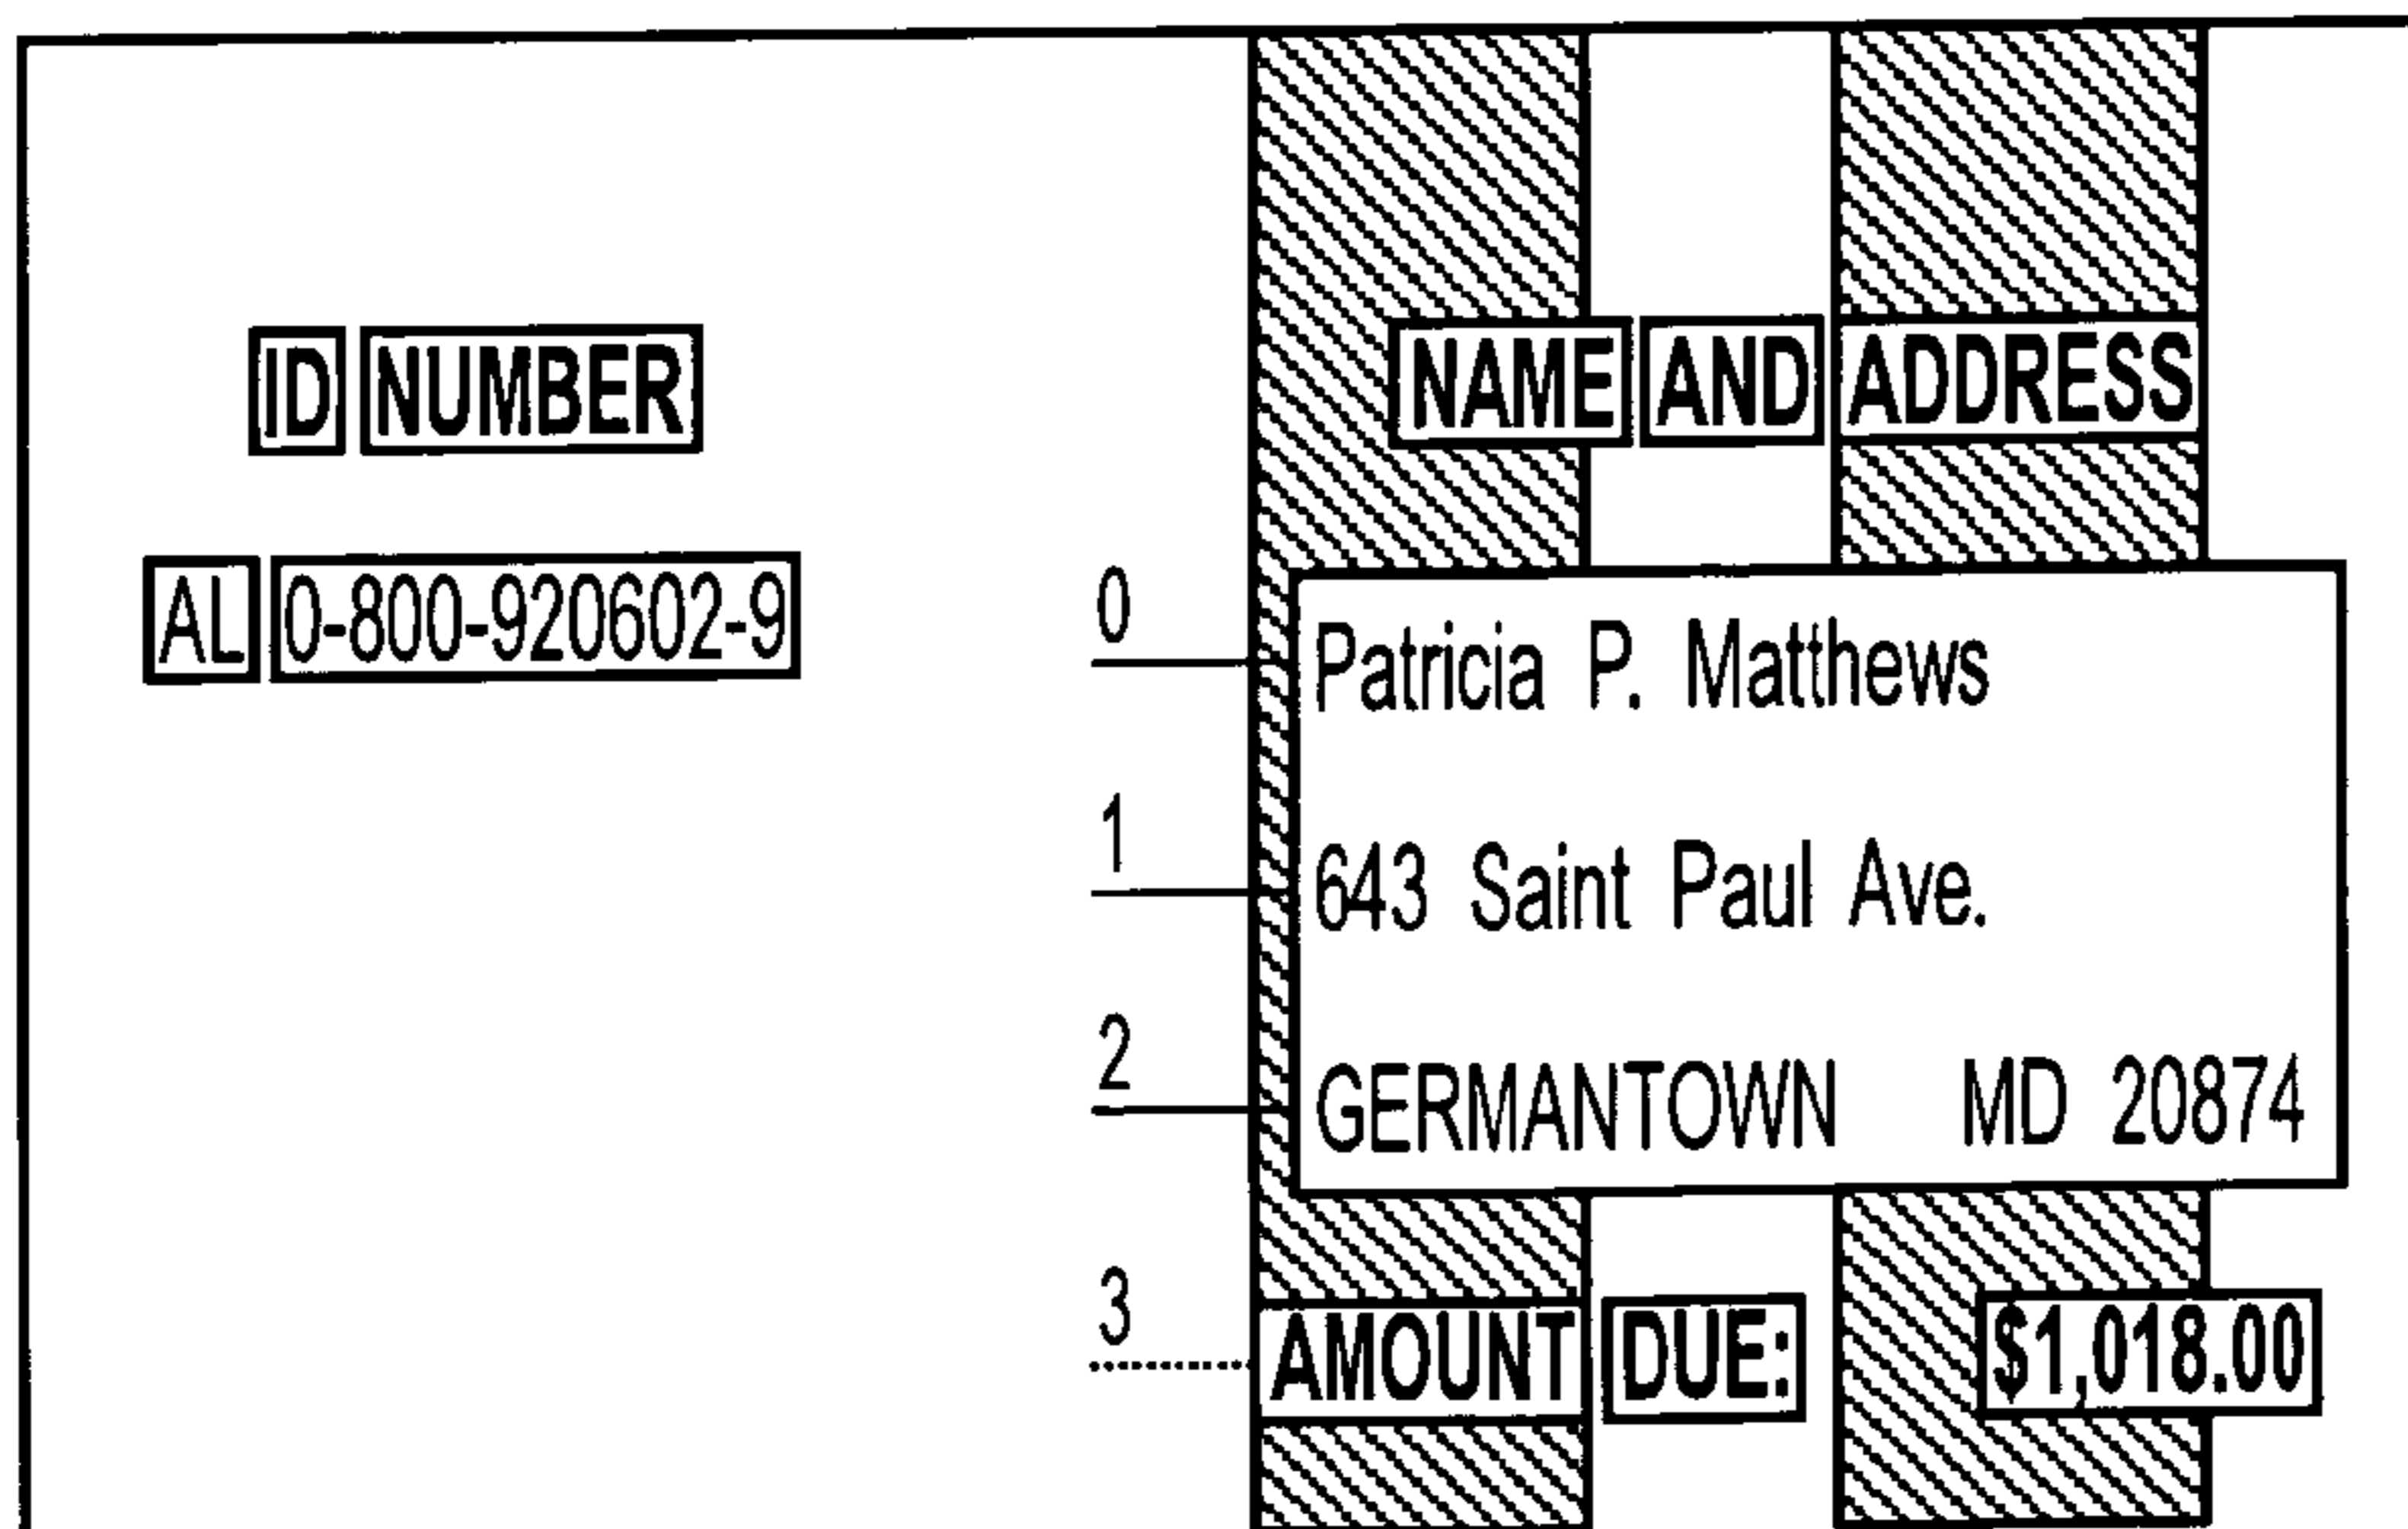 ID NUMBER NAME AND ADDRESS
AL 0-800-920602-9
0 Patricia P. Matthews
1 643 Saint Paul Ave.
2 GERMANTOWN MD 20874
3 AMOUNT DUE: $1,018.00